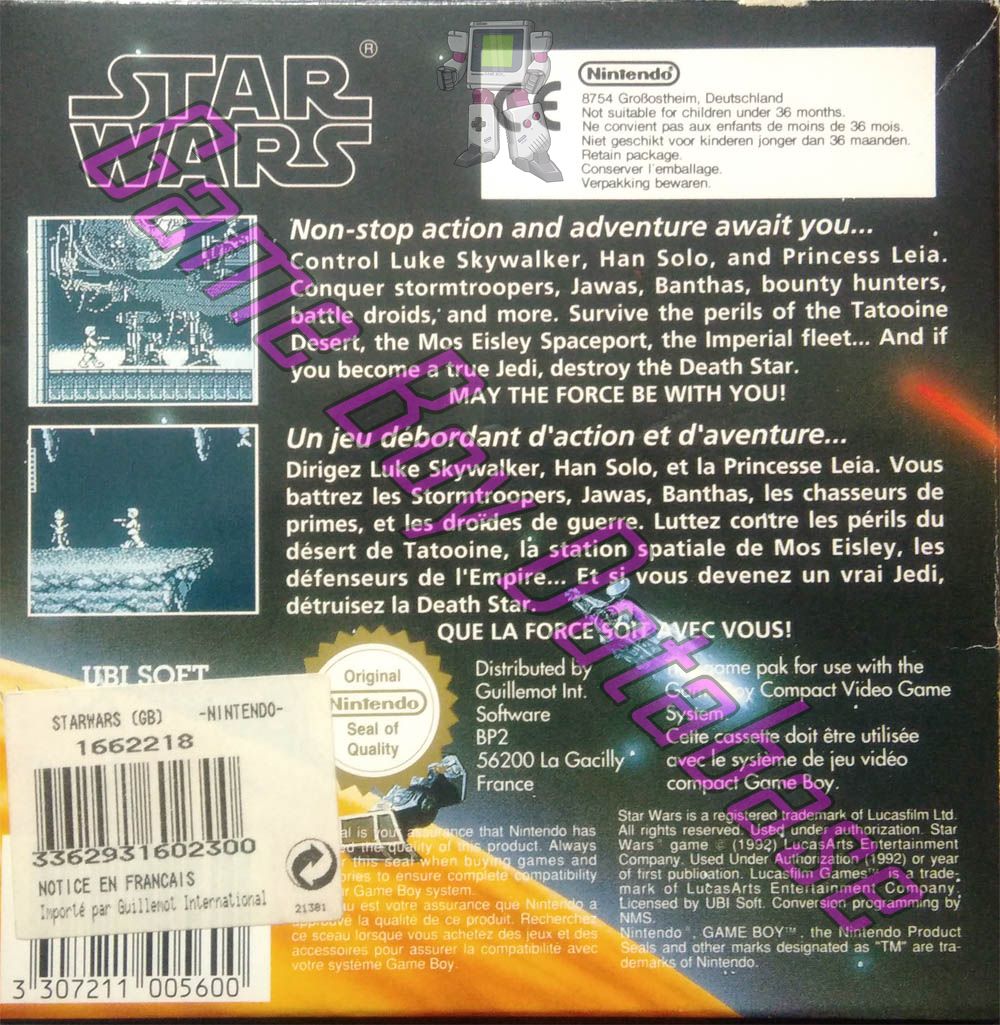 STAR WARS ®
Nintendo
8754 Großostheim, Deutschland
Not suitable for children under 36 months.
Ne convient pas aux enfants de moins de 36 mois.
Niet geschikt voor kinderen jonger dan 36 maanden.
Retain package.
Conserver l'emballage.
Verpakking bewaren.
CE
Non-stop action and adventure await you...
Control Luke Skywalker, Han Solo, and Princess Leia.
Conquer stormtroopers, Jawas, Banthas, bounty hunters,
battle droids, and more. Survive the perils of the Tatooine
Desert, the Mos Eisley Spaceport, the Imperial fleet... And if
you become a true Jedi, destroy the Death Star.
MAY THE FORCE BE WITH YOU!
Un jeu débordant d'action et d'aventure...
Dirigez Luke Skywalker, Han Solo, et la Princesse Leia. Vous
battrez les Stormtroopers, Jawas, Banthas, les chasseurs de
primes, et les droïdes de guerre. Luttez contre les périls du
désert de Tatooine, la station spatiale de Mos Eisley, les
défenseurs de l'Empire... Et si vous devenez un vrai Jedi,
détruisez la Death Star.
QUE LA FORCE SOIT AVEC VOUS!
UBI SOFT
STARWARS (GB) -NINTENDO-
1662218
3362931602300
NOTICE EN FRANCAIS
Importé par Guillemot International
21381
3 307211 005600
Original
Nintendo
Seal of
Quality
Distributed by
Guillemot Int.
Software
BP2
56200 La Gacilly
France
game pak for use with the
Game Boy Compact Video Game
System.
Cette cassette doit être utilisée
avec le système de jeu vidéo
compact Game Boy.
al is your assurance that Nintendo has
ed the quality of this product. Always
for this seal when buying games and
ories to ensure complete compatibility
r Game Boy system.
au est votre assurance que Nintendo a
approuvé la qualité de ce produit. Recherchez
ce sceau lorsque vous achetez des jeux et des
accessoires pour assurer la compatibilité avec
votre système Game Boy.
Star Wars is a registered trademark of Lucasfilm Ltd.
All rights reserved. Used under authorization. Star
Wars game © (1992) LucasArts Entertainment
Company. Used Under Authorization (1992) or year
of first publication. Lucasfilm Games is a trade-
mark of LucasArts Entertainment Company.
Licensed by UBI Soft. Conversion programming by
NMS.
Nintendo®, GAME BOY™, the Nintendo Product
Seals and other marks designated as "TM" are tra-
demarks of Nintendo.
Game Boy Database